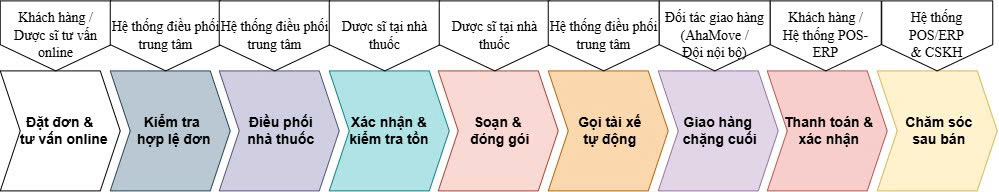 Khách hàng /
Dược sĩ tư vấn
online
Hệ thống điều phối
trung tâm
Hệ thống điều phối
trung tâm
Dược sĩ tại nhà
thuốc
Dược sĩ tại nhà
thuốc
Hệ thống điều phối
trung tâm
Đối tác giao hàng
(AhaMove /
Đội nội bộ)
Khách hàng /
Hệ thống POS-
ERP
Hệ thống
POS/ERP
& CSKH
Đặt đơn &
tư vấn online
Kiểm tra
hợp lệ đơn
Điều phối
nhà thuốc
Xác nhận &
kiểm tra tồn
Soạn &
đóng gói
Gọi tài xế
tự động
Giao hàng
chặng cuối
Thanh toán &
xác nhận
Chăm sóc
sau bán